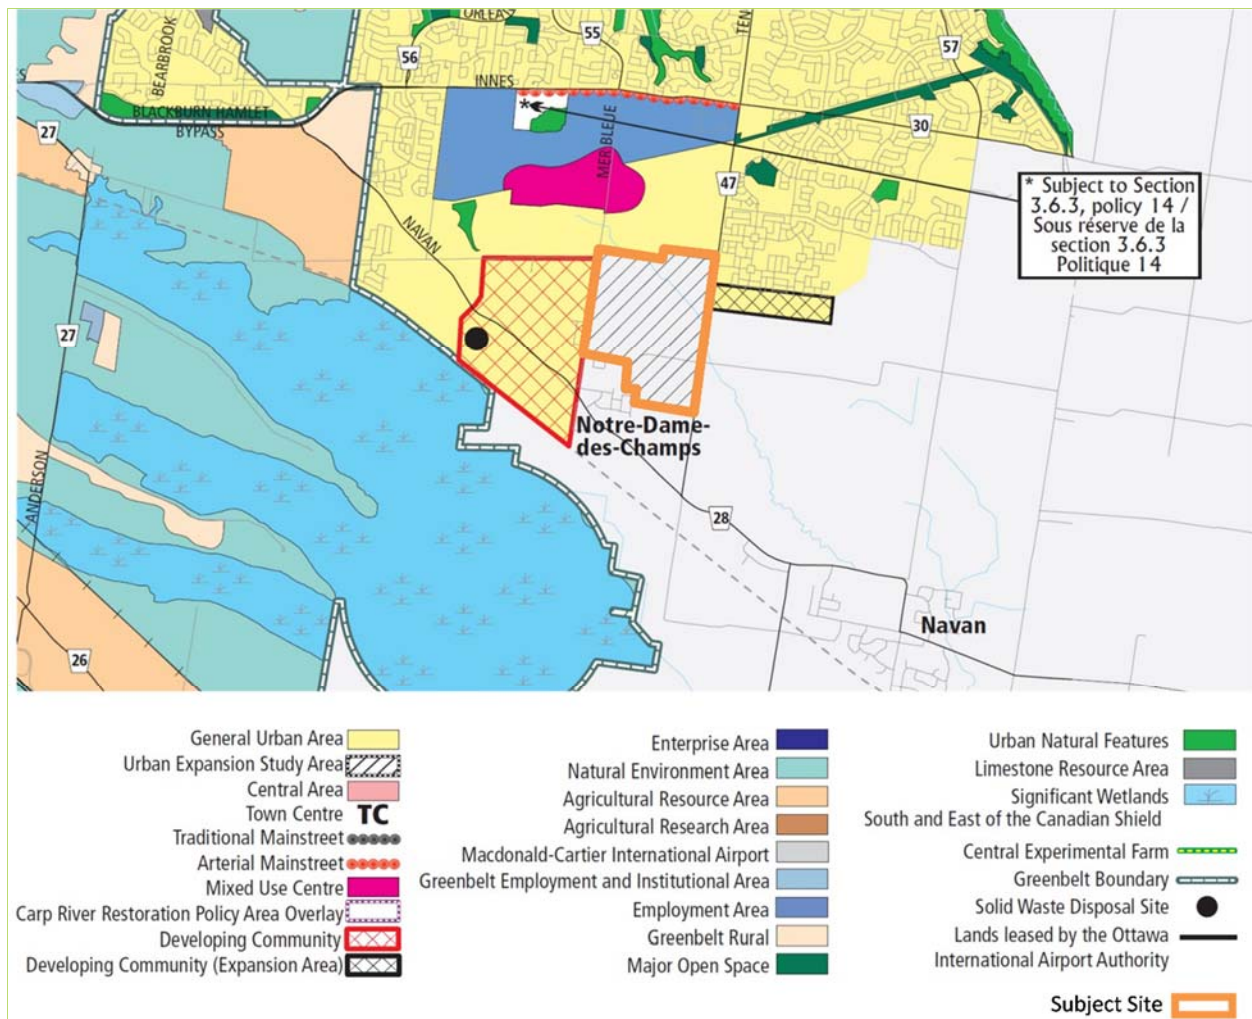 ORLEA
55
TEN
BEARBROOK
56
57
INNES
*
BLACKBURN HAMLET
BYPASS
27
MER BLEUE
30
47
* Subject to Section
3.6.3, policy 14 /
Sous réserve de la
section 3.6.3
Politique 14
NAVAN
27
Notre-Dame-
des-Champs
ANDERSON
28
Navan
26
General Urban Area
Urban Expansion Study Area
Central Area
Town Centre TC
Traditional Mainstreet
Arterial Mainstreet
Mixed Use Centre
Carp River Restoration Policy Area Overlay
Developing Community
Developing Community (Expansion Area)
Enterprise Area
Natural Environment Area
Agricultural Resource Area
Agricultural Research Area
Macdonald-Cartier International Airport
Greenbelt Employment and Institutional Area
Employment Area
Greenbelt Rural
Major Open Space
Urban Natural Features
Limestone Resource Area
Significant Wetlands
South and East of the Canadian Shield
Central Experimental Farm
Greenbelt Boundary
Solid Waste Disposal Site
Lands leased by the Ottawa
International Airport Authority
Subject Site